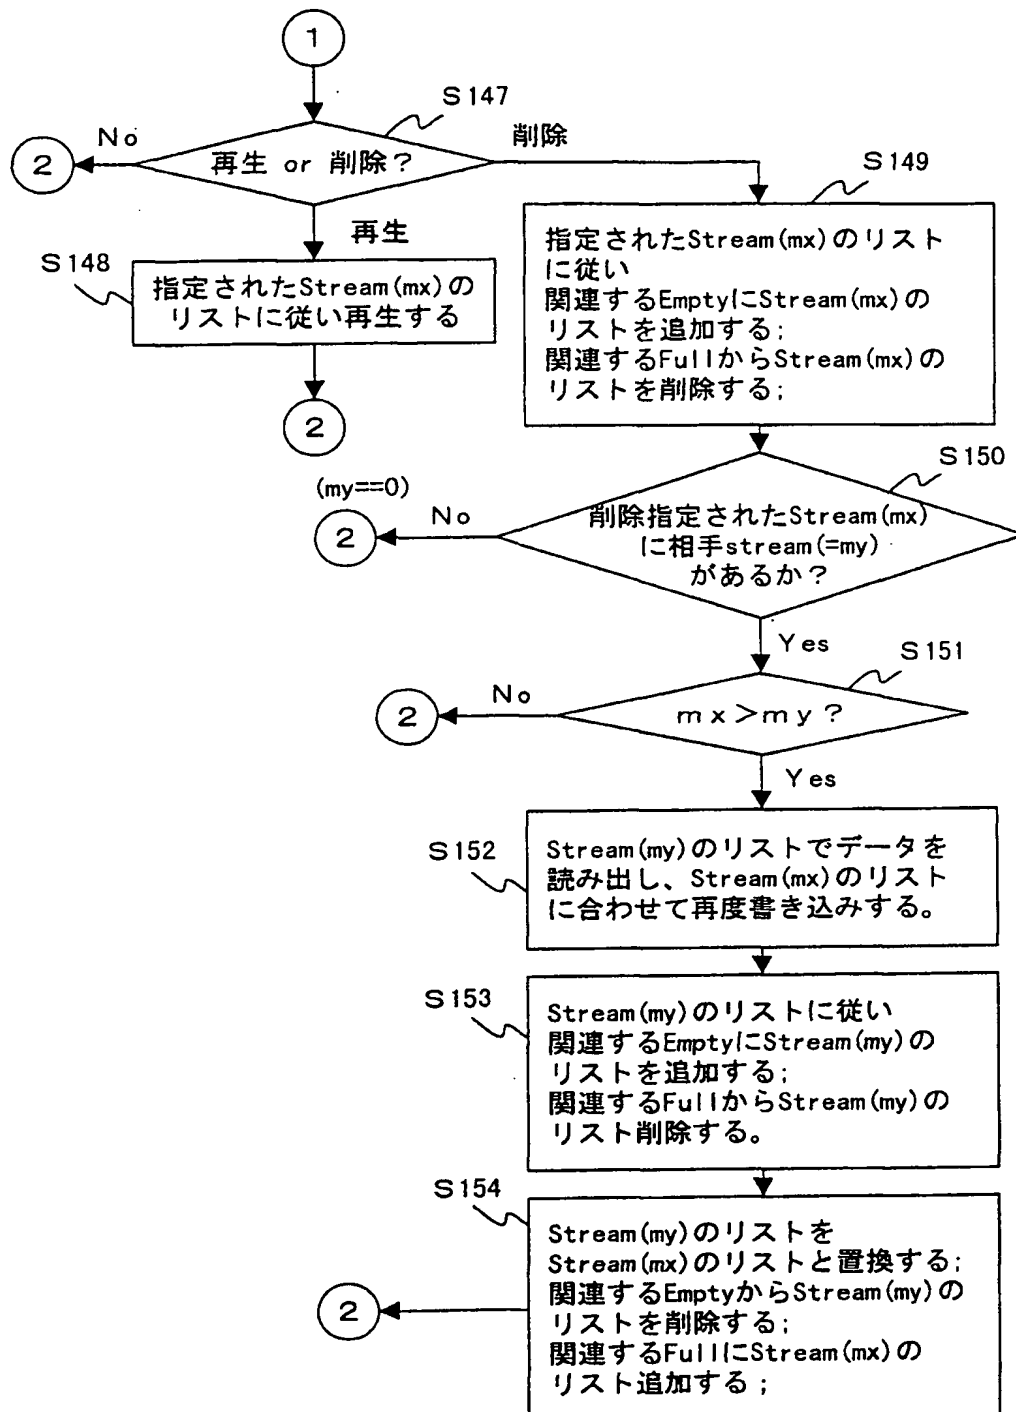 1
S147
No
削除
2
再生 or 削除？
S149
再生
S148
指定されたStream(mx)の
リストに従い再生する
指定されたStream(mx)のリスト
に従い
関連するEmptyにStream(mx)の
リストを追加する;
関連するFullからStream(mx)の
リストを削除する;
2
S150
(my==0)
No
2
削除指定されたStream(mx)
に相手stream(=my)
があるか？
Yes
S151
No
2
mx>my？
Yes
S152
Stream(my)のリストでデータを
読み出し、Stream(mx)のリスト
に合わせて再度書き込みする。
S153
Stream(my)のリストに従い
関連するEmptyにStream(my)の
リストを追加する;
関連するFullからStream(my)の
リスト削除する。
S154
Stream(my)のリストを
Stream(mx)のリストと置換する;
関連するEmptyからStream(my)の
リストを削除する;
関連するFullにStream(mx)の
リスト追加する;
2